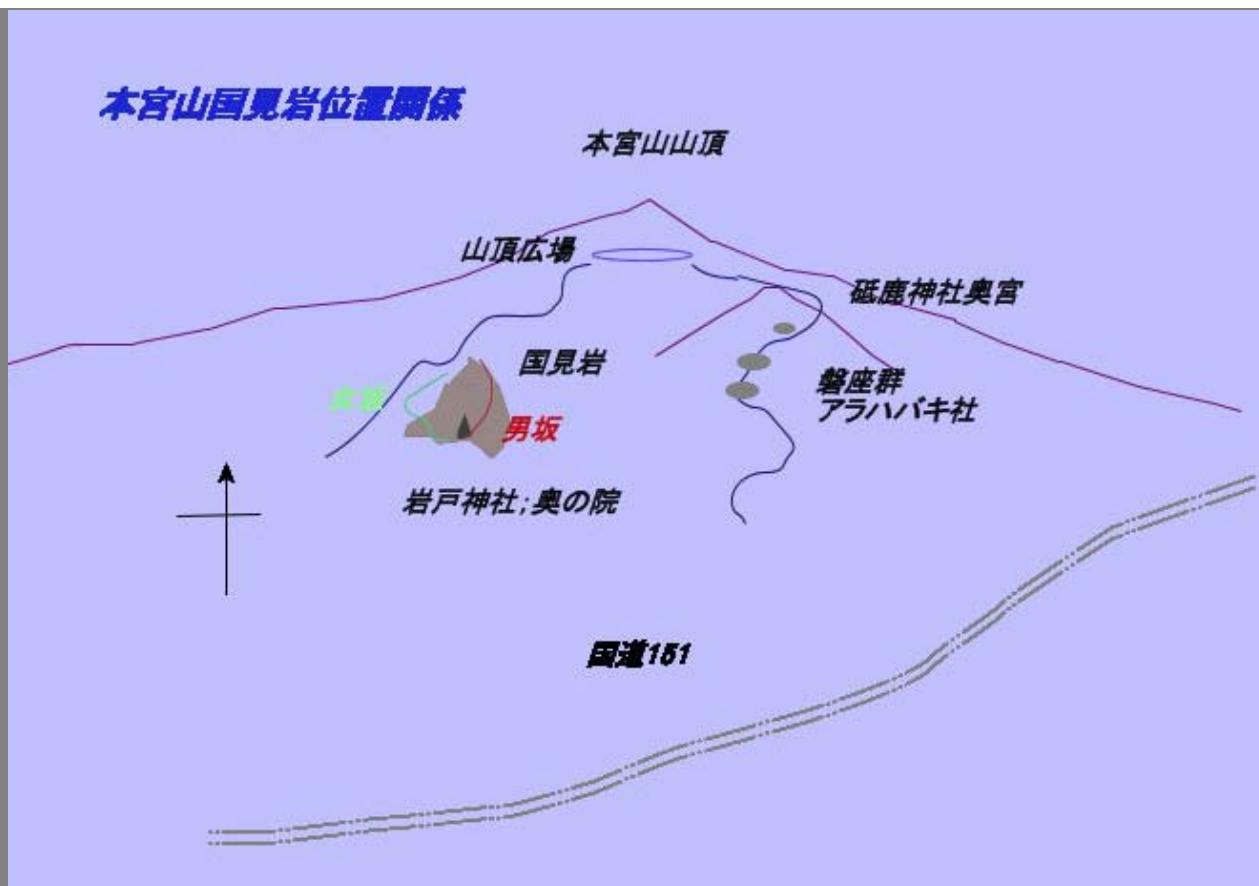 本宮山国見岩位置関係
本宮山山頂
山頂広場
砥鹿神社奥宮
国見岩
磐座群
アラハバキ社
女坂
男坂
岩戸神社;奥の院
国道151